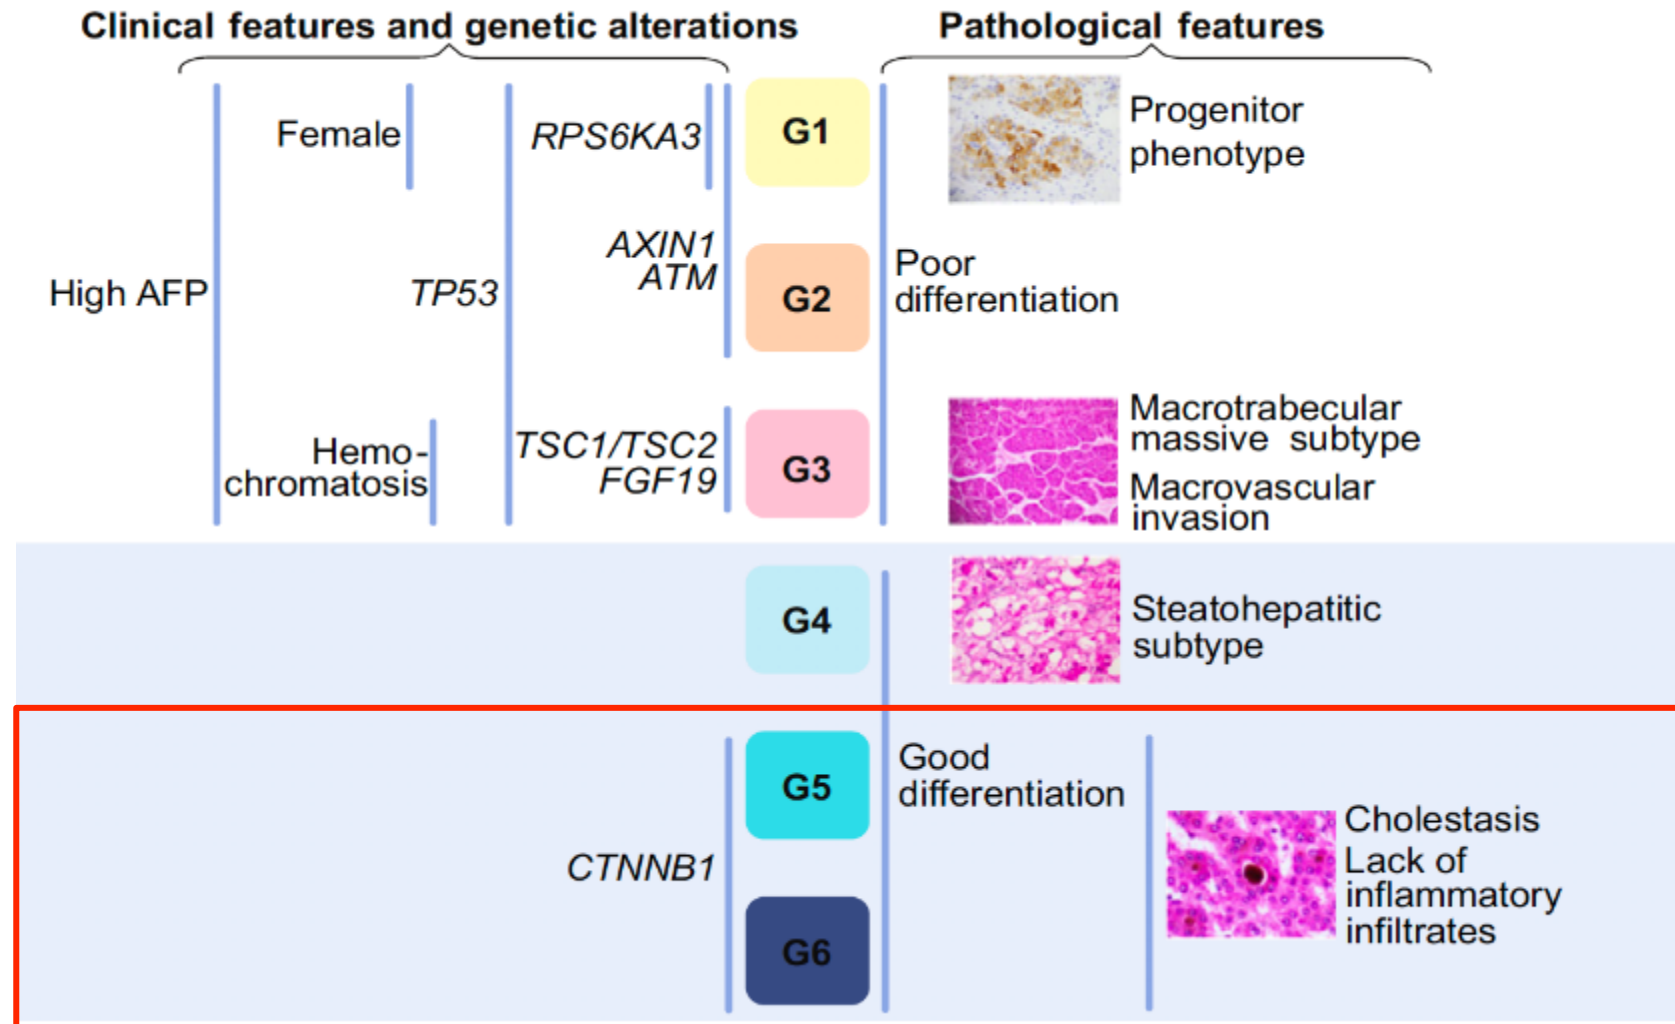 Clinical features and genetic alterations
Pathological features
Female
RPS6KA3
G1
Progenitor
phenotype
High AFP
TP53
AXIN1
ATM
G2
Poor
differentiation
Hemo-
chromatosis
TSC1/TSC2
FGF19
G3
Macrotrabecular
massive subtype
Macrovascular
invasion
G4
Steatohepatitic
subtype
G5
Good
differentiation
CTNNB1
G6
Cholestasis
Lack of
inflammatory
infiltrates